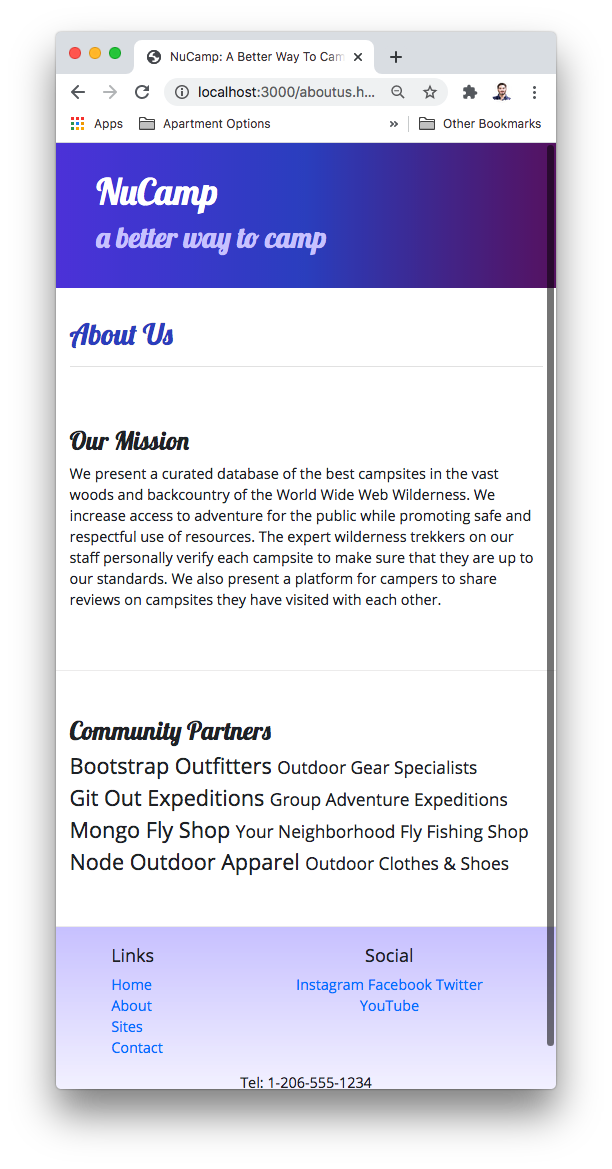 NuCamp: A Better Way To Cam
localhost:3000/aboutus.h...
Apps
Apartment Options
»
Other Bookmarks
NuCamp
a better way to camp
About Us
Our Mission
We present a curated database of the best campsites in the vast
woods and backcountry of the World Wide Web Wilderness. We
increase access to adventure for the public while promoting safe and
respectful use of resources. The expert wilderness trekkers on our
staff personally verify each campsite to make sure that they are up to
our standards. We also present a platform for campers to share
reviews on campsites they have visited with each other.
Community Partners
Bootstrap Outfitters Outdoor Gear Specialists
Git Out Expeditions Group Adventure Expeditions
Mongo Fly Shop Your Neighborhood Fly Fishing Shop
Node Outdoor Apparel Outdoor Clothes & Shoes
Links
Home
About
Sites
Contact
Social
Instagram Facebook Twitter
YouTube
Tel: 1-206-555-1234